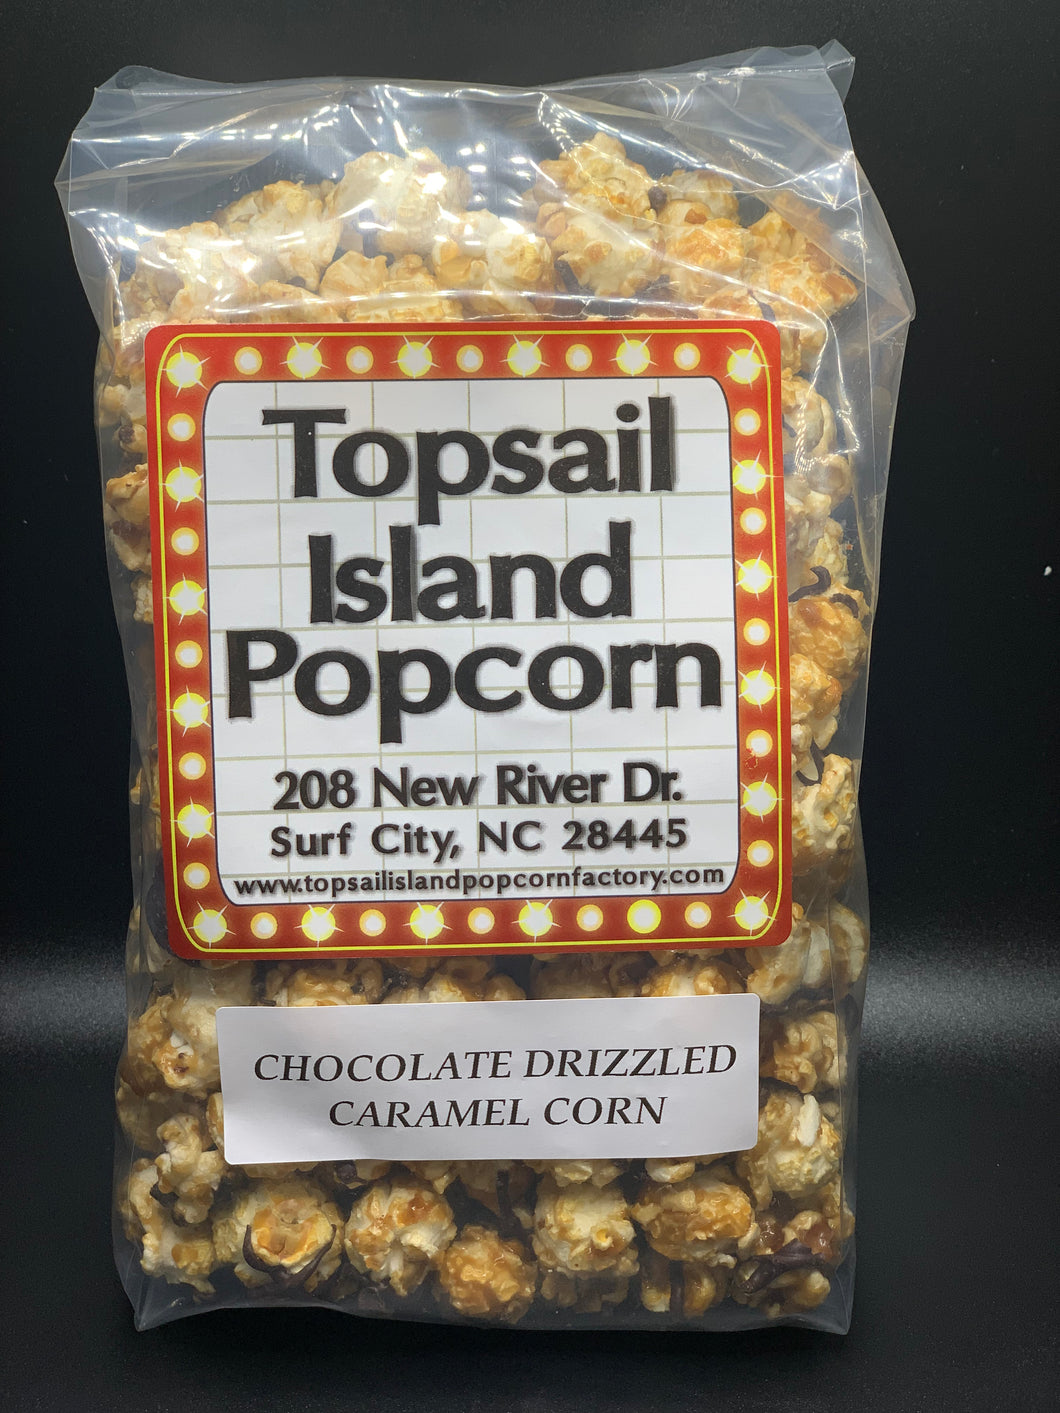 Topsail
Island
Popcorn
208 New River Dr.
Surf City, NC 28445
www.topsailislandpopcornfactory.com
CHOCOLATE DRIZZLED
CARAMEL CORN